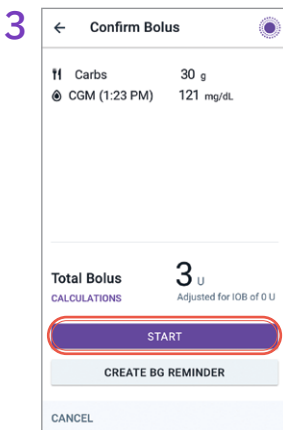 3
← Confirm Bolus
Carbs 30 g
CGM (1:23 PM) 121 mg/dL
Total Bolus 3 U
CALCULATIONS Adjusted for IOB of 0 U
START
CREATE BG REMINDER
CANCEL